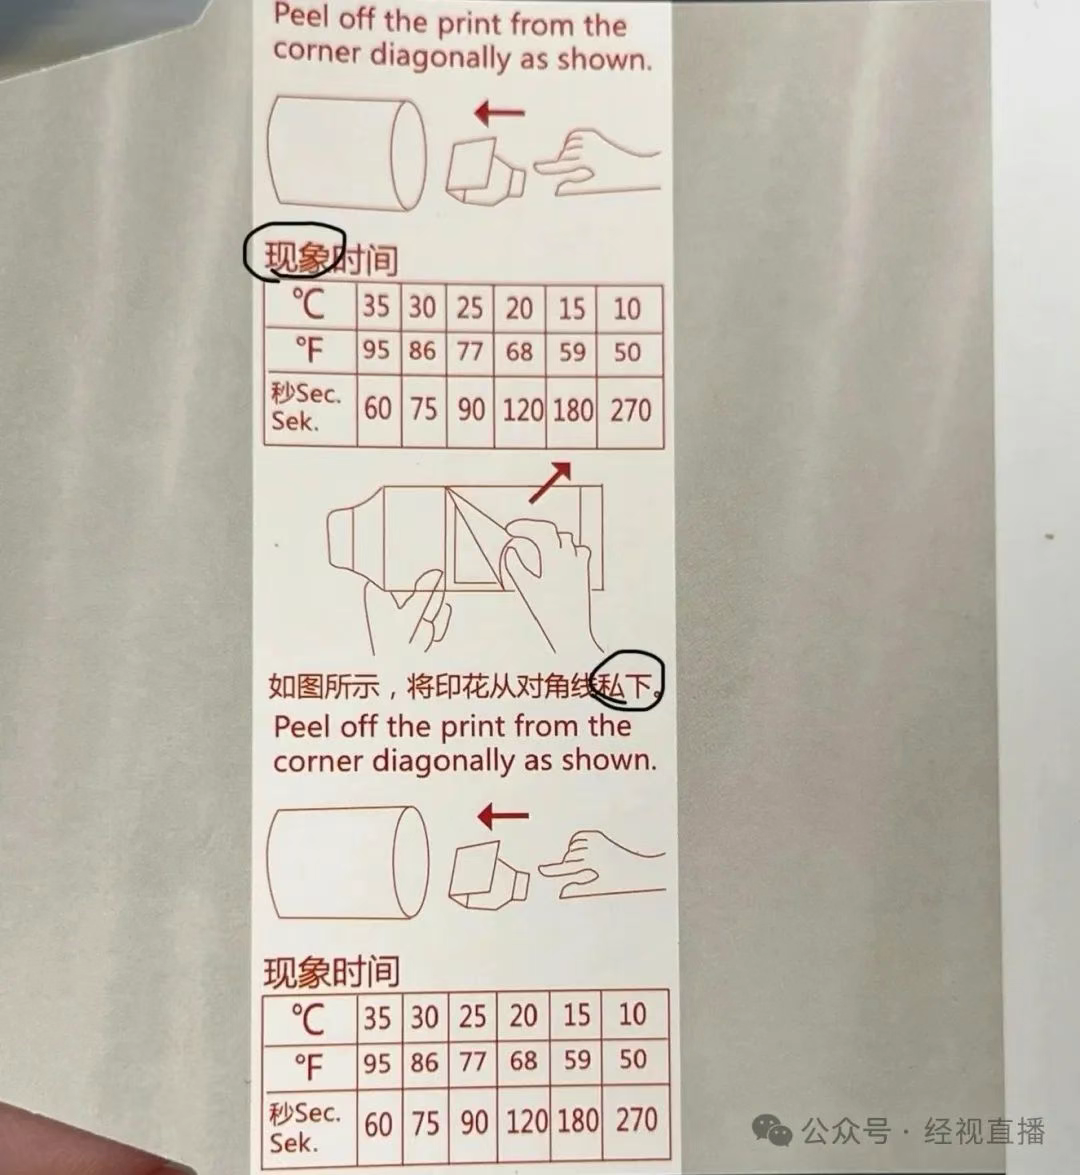 Peel off the print from the
corner diagonally as shown.
现象时间
°C 35 30 25 20 15 10
°F 95 86 77 68 59 50
秒Sec.
Sek. 60 75 90 120 180 270
如图所示，将印花从对角线私下。
Peel off the print from the
corner diagonally as shown.
现象时间
°C 35 30 25 20 15 10
°F 95 86 77 68 59 50
秒Sec.
Sek. 60 75 90 120 180 270
公众号·经视直播